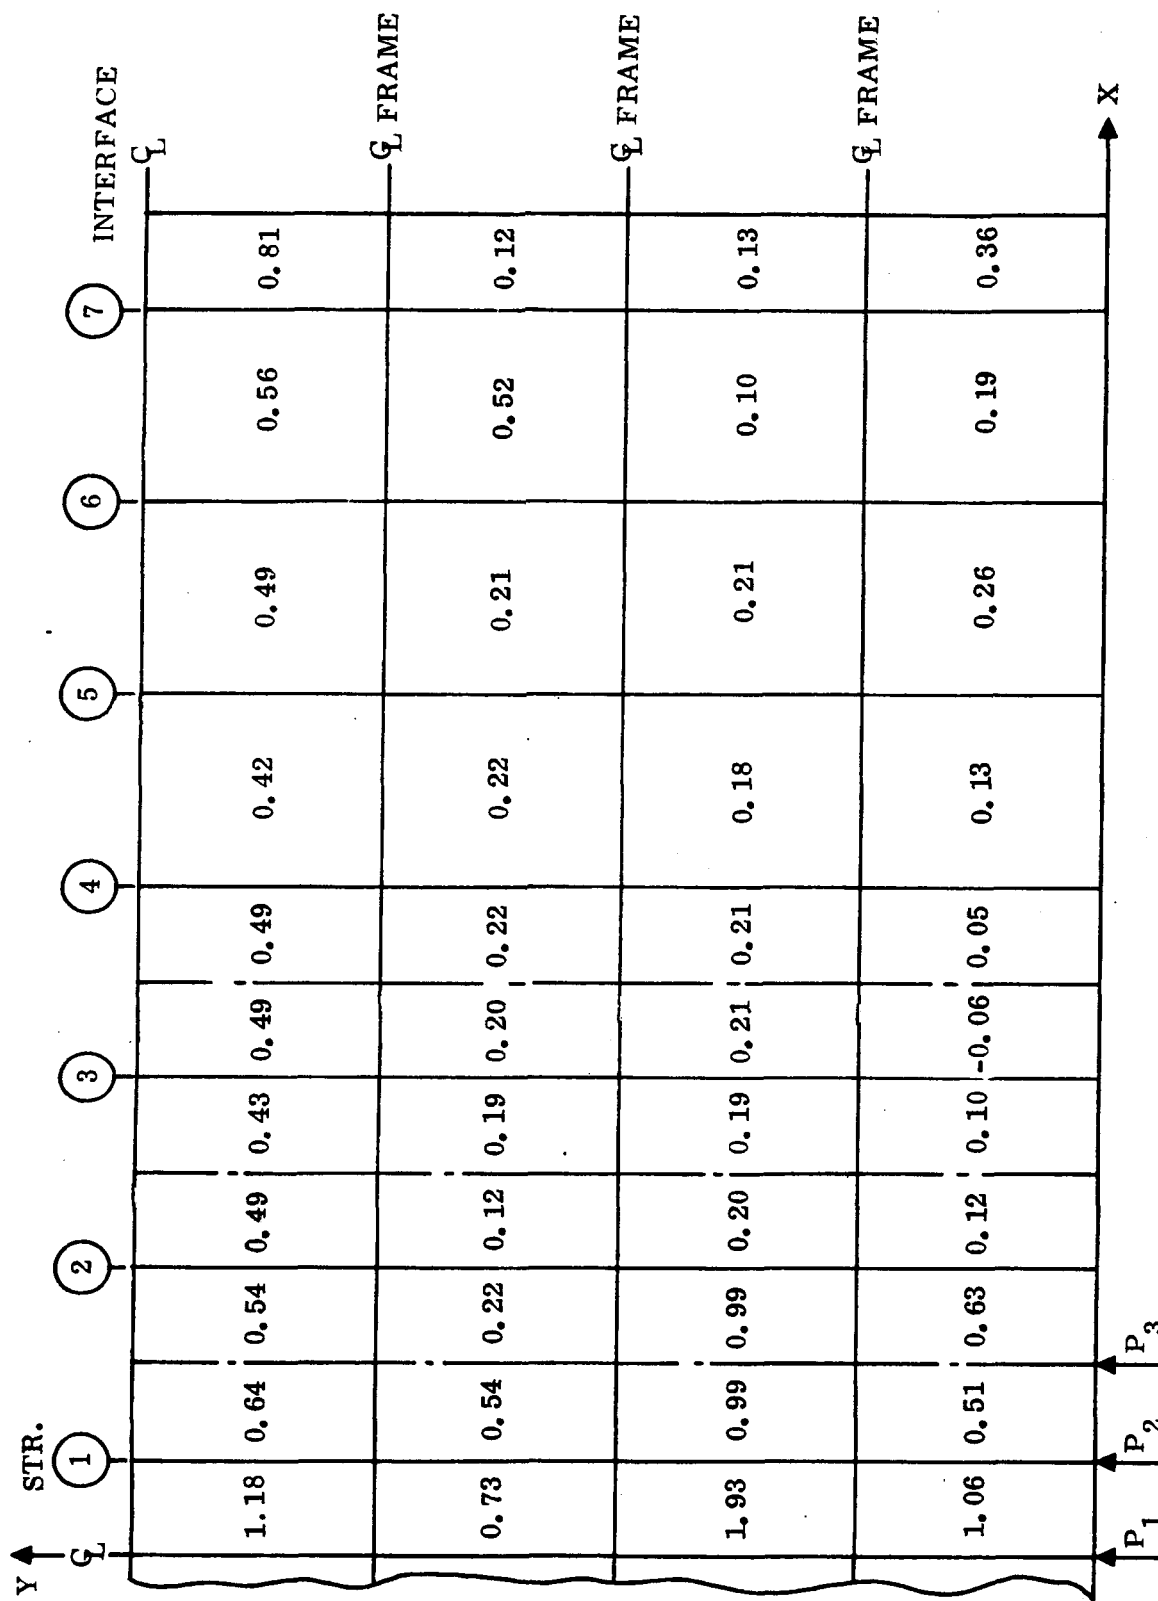 Y
℄
STR.
1
2
3
4
5
6
7
INTERFACE
℄
1.18 0.64 0.54 0.49 0.43 0.49 0.49 0.42 0.49 0.56 0.81
℄ FRAME
0.73 0.54 0.22 0.12 0.19 0.20 0.22 0.22 0.21 0.52 0.12
℄ FRAME
1.93 0.99 0.99 0.20 0.19 0.21 0.21 0.18 0.21 0.10 0.13
℄ FRAME
1.06 0.51 0.63 0.12 0.10 -0.06 0.05 0.13 0.26 0.19 0.36
X
P1 P2 P3